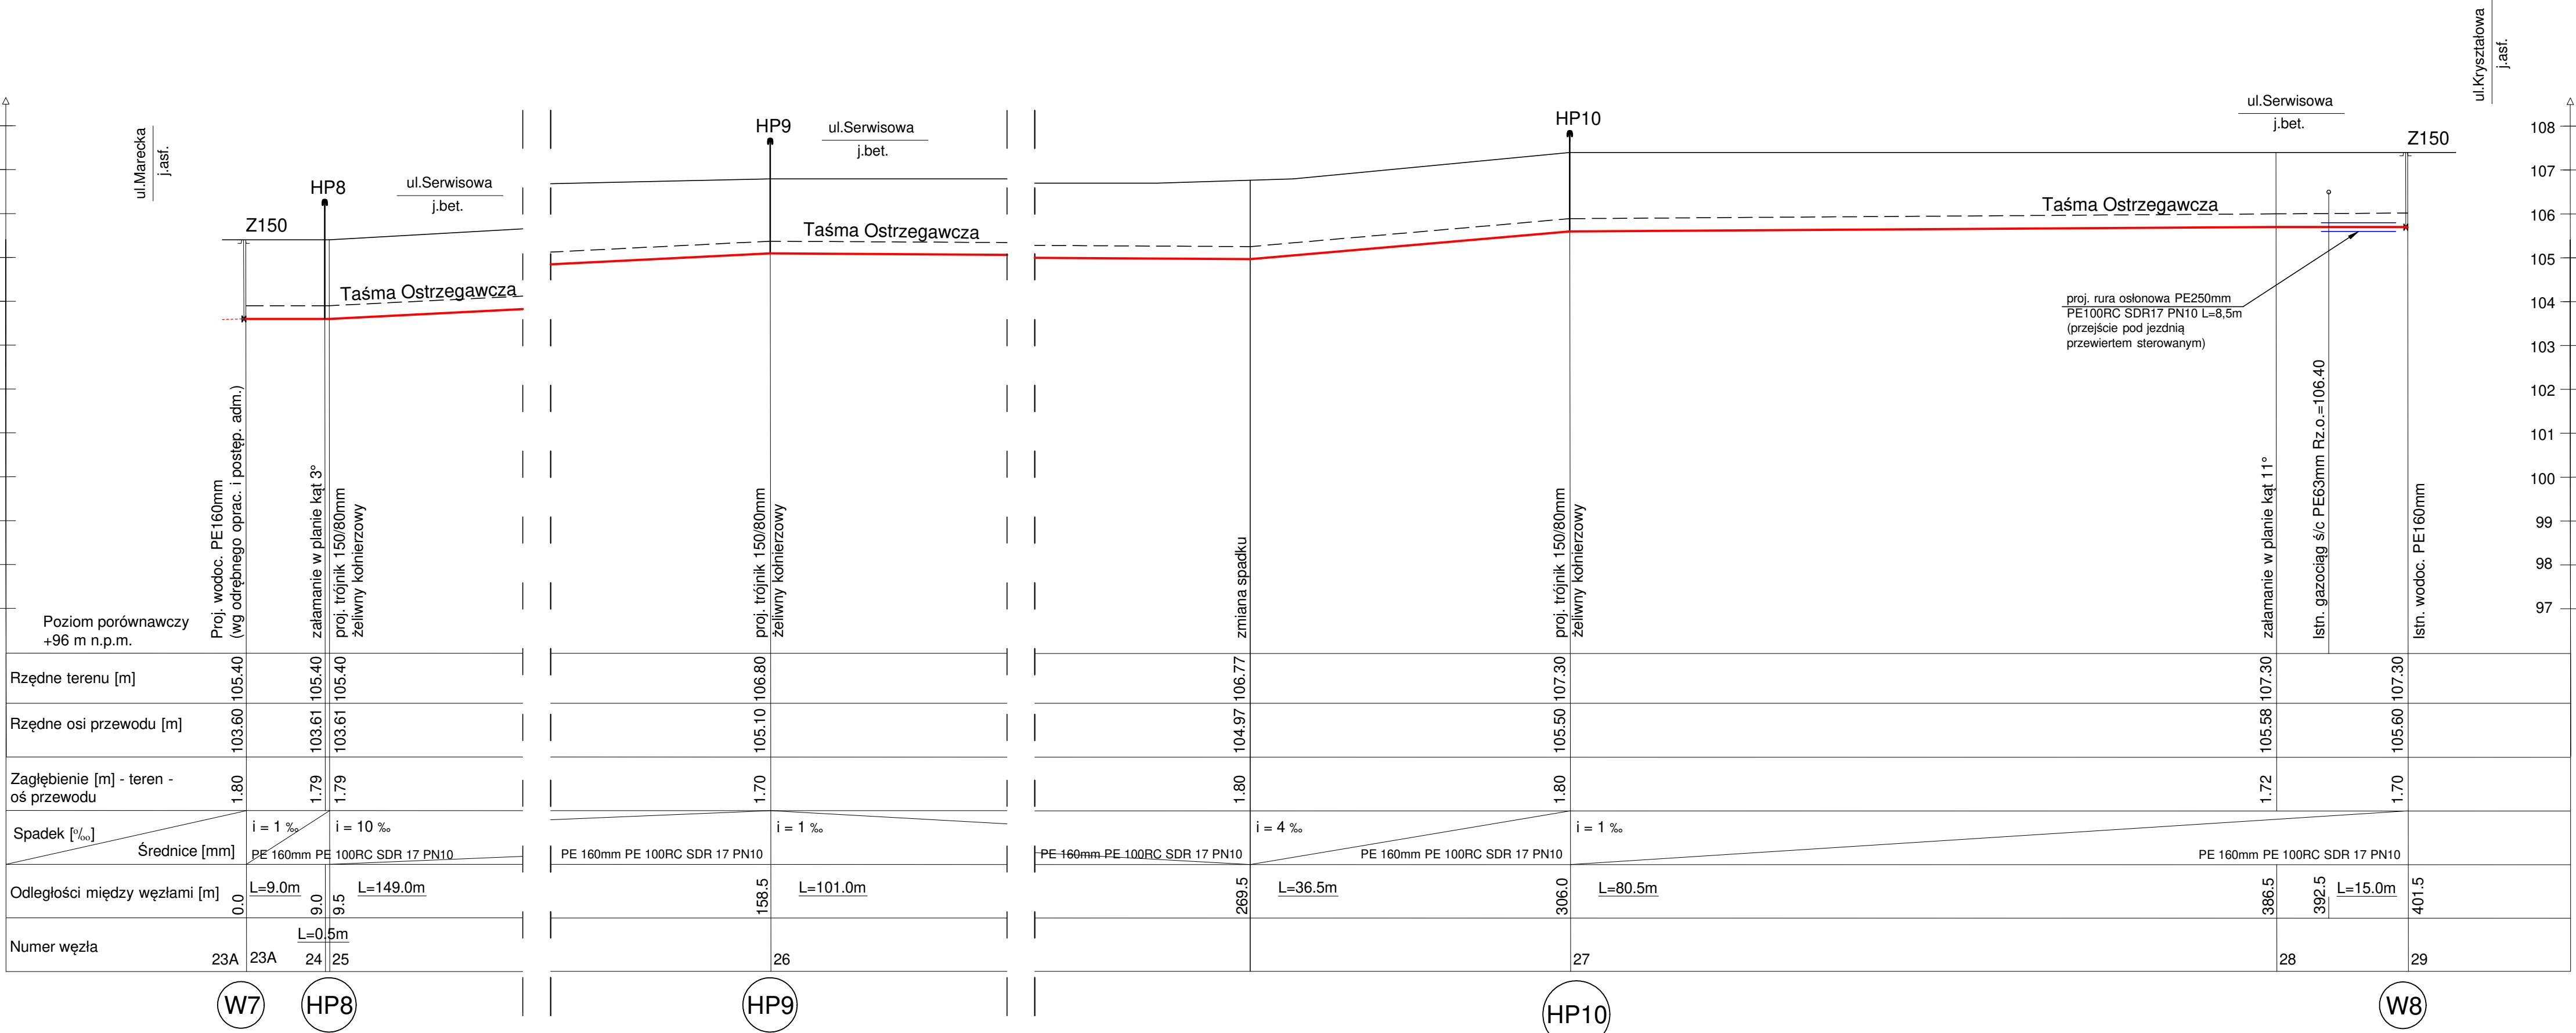 ul.Kryształowa
j.asf.
ul.Marecka
j.asf.
HP8
ul.Serwisowa
j.bet.
Z150
HP9
ul.Serwisowa
j.bet.
HP10
ul.Serwisowa
j.bet.
Z150
Taśma Ostrzegawcza
Taśma Ostrzegawcza
Taśma Ostrzegawcza
proj. rura osłonowa PE250mm
PE100RC SDR17 PN10 L=8,5m
(przejście pod jezdnią
przewiertem sterowanym)
108
107
106
105
104
103
102
101
100
99
98
97
Proj. wodoc. PE160mm
(wg odrębnego oprac. i postęp. adm.)
załamanie w planie kąt 3°
proj. trójnik 150/80mm
żeliwny kołnierzowy
proj. trójnik 150/80mm
żeliwny kołnierzowy
zmiana spadku
proj. trójnik 150/80mm
żeliwny kołnierzowy
załamanie w planie kąt 11°
Istn. gazociąg ś/c PE63mm Rz.o.=106.40
Istn. wodoc. PE160mm
Poziom porównawczy
+96 m n.p.m.
Rzędne terenu [m]
105.40 105.40 105.40 106.80 106.77 107.30 107.30 107.30
Rzędne osi przewodu [m]
103.60 103.61 103.61 105.10 104.97 105.50 105.58 105.60
Zagłębienie [m] - teren -
oś przewodu
1.80 1.79 1.79 1.70 1.80 1.80 1.72 1.70
Spadek [o/oo]
i = 1 ‰ i = 10 ‰ i = 1 ‰ i = 4 ‰ i = 1 ‰
Średnice [mm]
PE 160mm PE 100RC SDR 17 PN10
PE 160mm PE 100RC SDR 17 PN10
PE 160mm PE 100RC SDR 17 PN10
PE 160mm PE 100RC SDR 17 PN10
PE 160mm PE 100RC SDR 17 PN10
Odległości między węzłami [m]
0.0 L=9.0m 9.0 9.5 L=149.0m 158.5 L=101.0m 269.5 L=36.5m 306.0 L=80.5m 386.5 392.5 L=15.0m 401.5
L=0.5m
Numer węzła
23A 23A 24 25 26 27 28 29
W7 HP8 HP9 HP10 W8